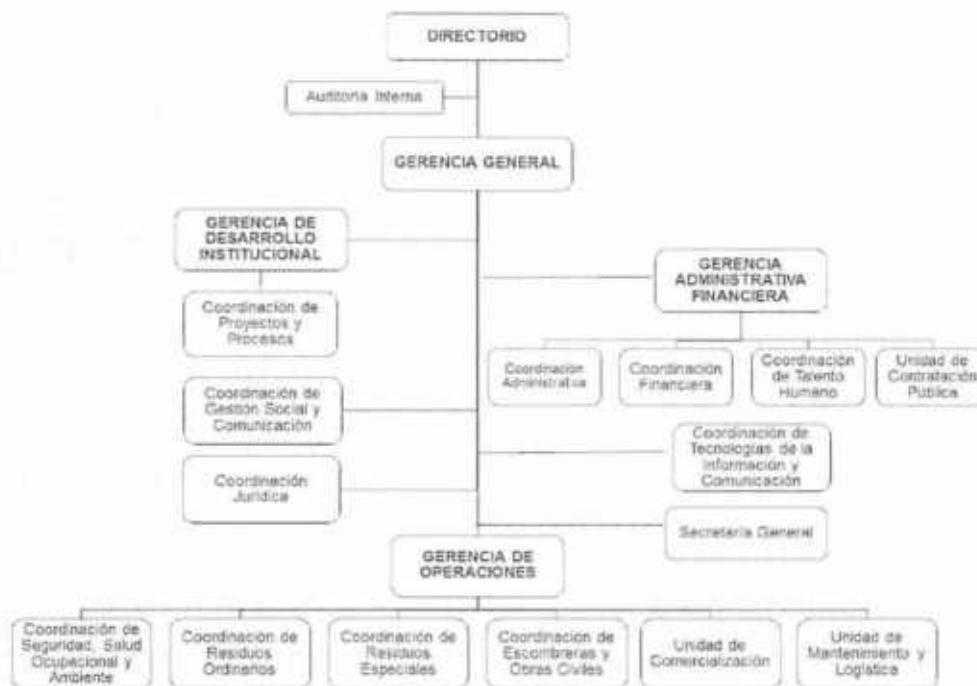 DIRECTORIO
Auditoría Interna
GERENCIA GENERAL
GERENCIA DE
DESARROLLO
INSTITUCIONAL
GERENCIA
ADMINISTRATIVA
FINANCIERA
Coordinación de
Proyectos y
Procesos
Coordinación
Administrativa
Coordinación
Financiera
Coordinación
de Talento
Humano
Unidad de
Contratación
Pública
Coordinación de
Gestión Social y
Comunicación
Coordinación de
Tecnologías de la
Información y
Comunicación
Coordinación
Jurídica
Secretaría General
GERENCIA DE
OPERACIONES
Coordinación de
Seguridad, Salud
Ocupacional y
Ambiente
Coordinación de
Residuos
Ordinarios
Coordinación de
Residuos
Especiales
Coordinación de
Escombreras y
Obras Civiles
Unidad de
Comercialización
Unidad de
Mantenimiento y
Logística